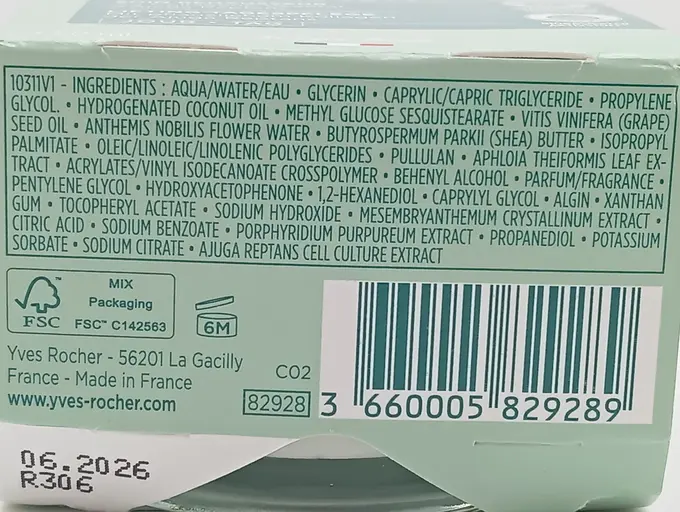 10311V1 - INGREDIENTS : AQUA/WATER/EAU • GLYCERIN • CAPRYLIC/CAPRIC TRIGLYCERIDE • PROPYLENE
GLYCOL. • HYDROGENATED COCONUT OIL • METHYL GLUCOSE SESQUISTEARATE • VITIS VINIFERA (GRAPE)
SEED OIL • ANTHEMIS NOBILIS FLOWER WATER • BUTYROSPERMUM PARKII (SHEA) BUTTER • ISOPROPYL
PALMITATE • OLEIC/LINOLEIC/LINOLENIC POLYGLYCERIDES • PULLULAN • APHLOIA THEIFORMIS LEAF EX-
TRACT • ACRYLATES/VINYL ISODECANOATE CROSSPOLYMER • BEHENYL ALCOHOL • PARFUM/FRAGRANCE •
PENTYLENE GLYCOL • HYDROXYACETOPHENONE • 1,2-HEXANEDIOL • CAPRYLYL GLYCOL • ALGIN • XANTHAN
GUM • TOCOPHERYL ACETATE • SODIUM HYDROXIDE • MESEMBRYANTHEMUM CRYSTALLINUM EXTRACT •
CITRIC ACID • SODIUM BENZOATE • PORPHYRIDIUM PURPUREUM EXTRACT • PROPANEDIOL • POTASSIUM
SORBATE • SODIUM CITRATE • AJUGA REPTANS CELL CULTURE EXTRACT
FSC
MIX
Packaging
FSC™ C142563
6M
Yves Rocher - 56201 La Gacilly
France - Made in France
www.yves-rocher.com
C02
82928
3 660005 829289
06.2026
R306